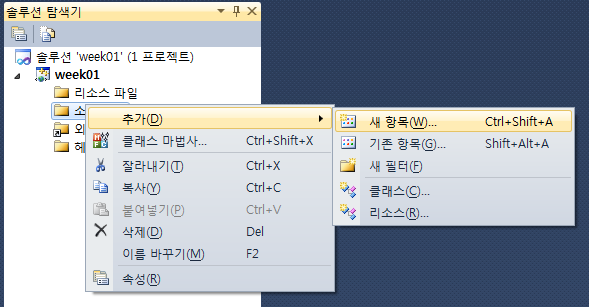 솔루션 탐색기
솔루션 'week01' (1 프로젝트)
week01
리소스 파일
추가(D)
클래스 마법사... Ctrl+Shift+X
잘라내기(T) Ctrl+X
복사(Y) Ctrl+C
붙여넣기(P) Ctrl+V
삭제(D) Del
이름 바꾸기(M) F2
속성(R)
새 항목(W)... Ctrl+Shift+A
기존 항목(G)... Shift+Alt+A
새 필터(F)
클래스(C)...
리소스(R)...